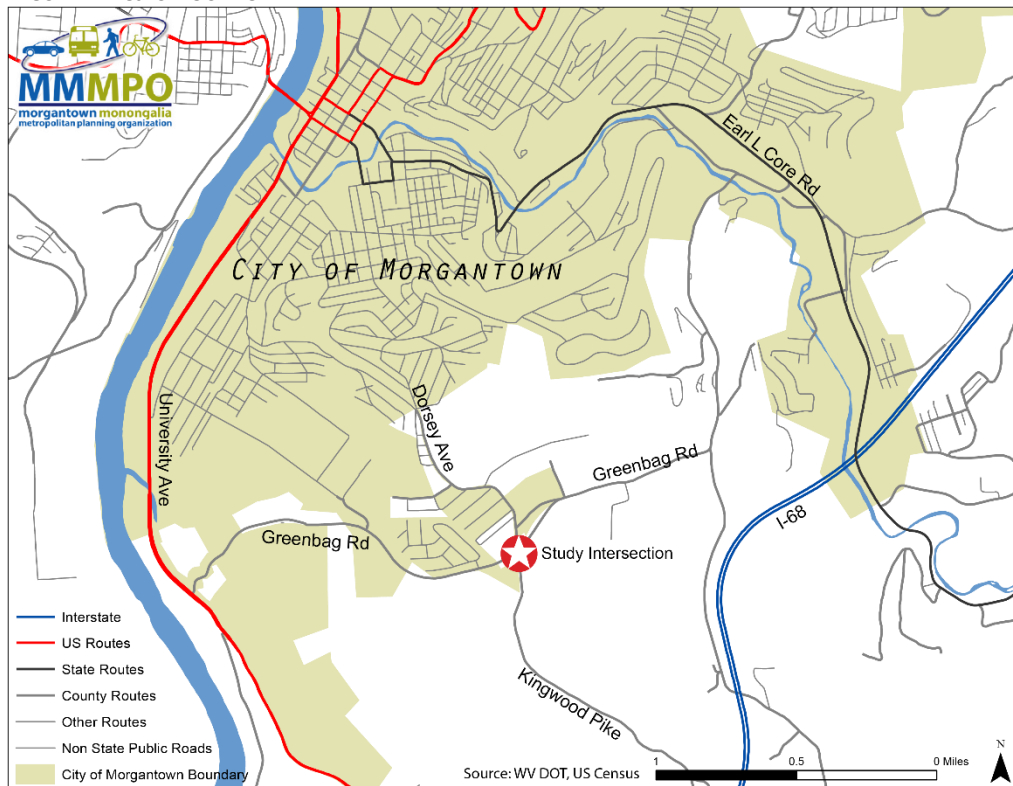 MMMPO
morgantown monongalia
metropolitan planning organization
Earl L Core Rd
CITY OF MORGANTOWN
University Ave
Dorsey Ave
Greenbag Rd
I-68
Greenbag Rd
Study Intersection
Kingwood Pike
Interstate
US Routes
State Routes
County Routes
Other Routes
Non State Public Roads
City of Morgantown Boundary
Source: WV DOT, US Census
1 0.5 0 Miles
N